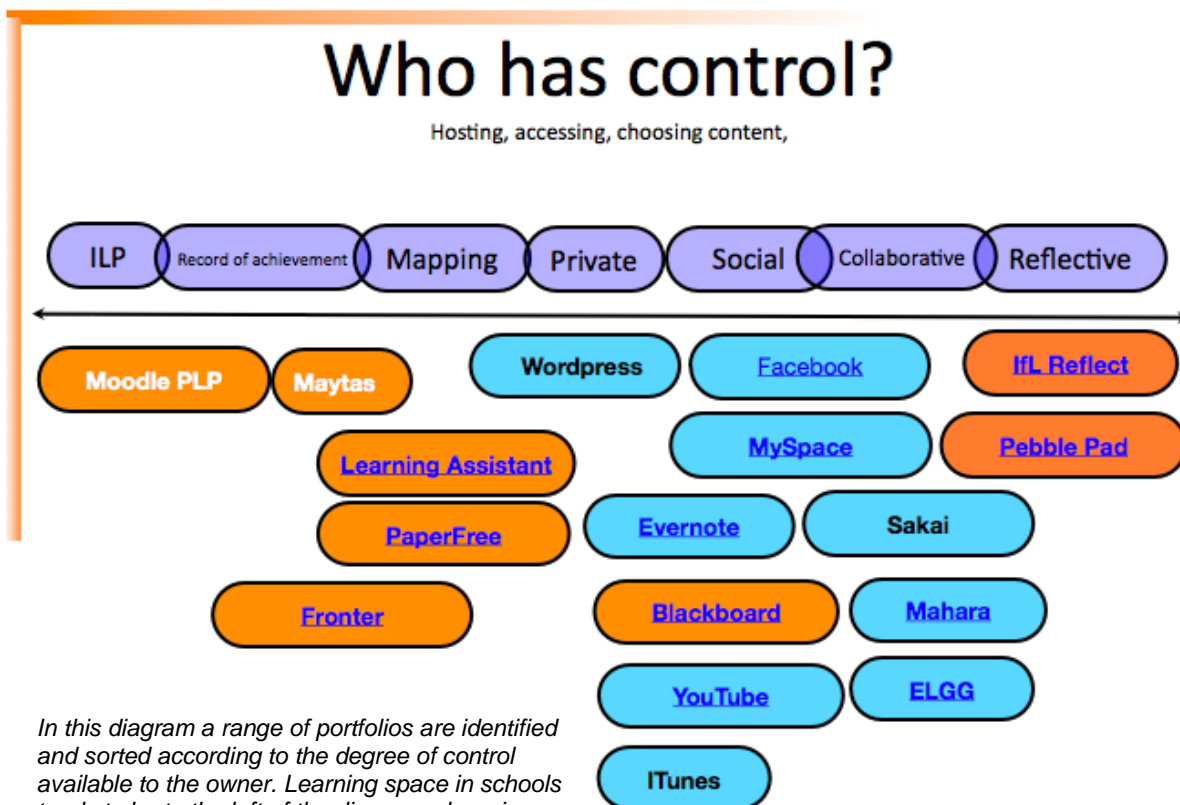 Who has control?
Hosting, accessing, choosing content,
ILP
Record of achievement
Mapping
Private
Social
Collaborative
Reflective
Moodle PLP
Maytas
Wordpress
Facebook
IfL Reflect
MySpace
Pebble Pad
Learning Assistant
PaperFree
Evernote
Sakai
Fronter
Blackboard
Mahara
YouTube
ELGG
ITunes
In this diagram a range of portfolios are identified
and sorted according to the degree of control
available to the owner. Learning space in schools